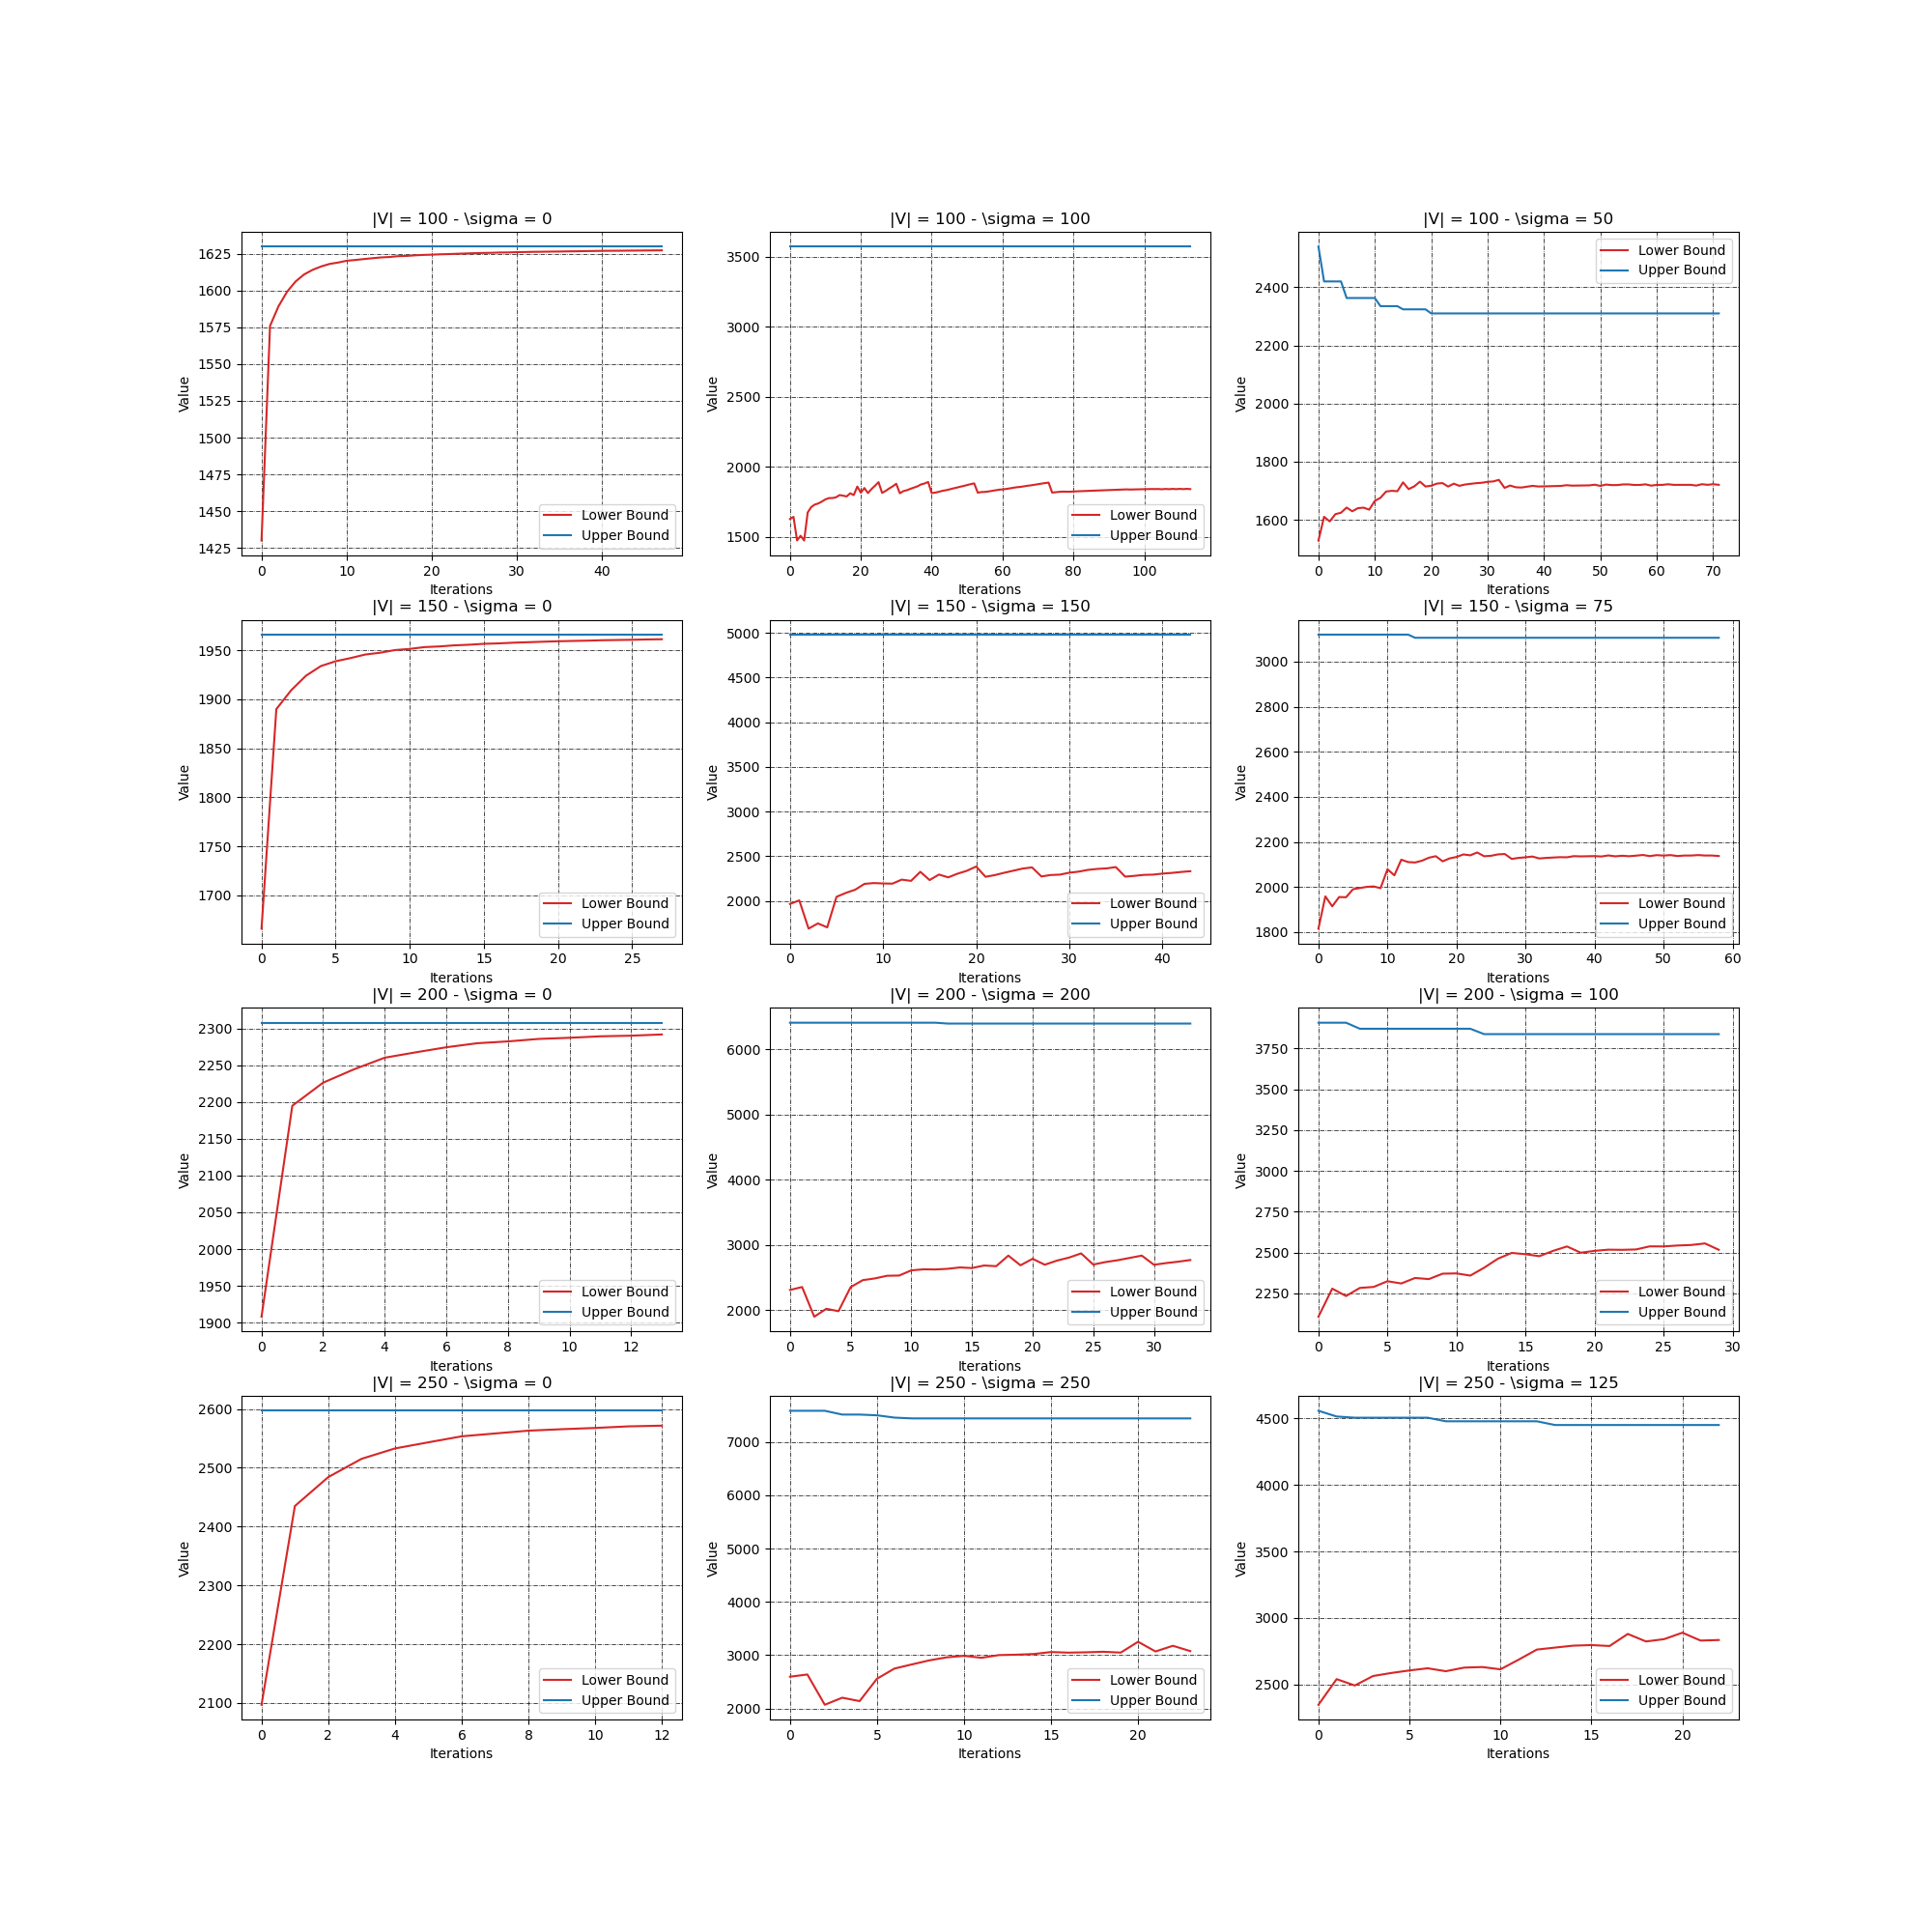 |V| = 100 - \sigma = 0
1625
1600
1575
1550
1525
1500
1475
1450
1425
Value
Lower Bound
Upper Bound
0 10 20 30 40
Iterations
|V| = 100 - \sigma = 100
3500
3000
2500
2000
1500
Value
Lower Bound
Upper Bound
0 20 40 60 80 100
Iterations
|V| = 100 - \sigma = 50
2400
2200
2000
1800
1600
Value
Lower Bound
Upper Bound
0 10 20 30 40 50 60 70
Iterations
|V| = 150 - \sigma = 0
1950
1900
1850
1800
1750
1700
Value
Lower Bound
Upper Bound
0 5 10 15 20 25
Iterations
|V| = 150 - \sigma = 150
5000
4500
4000
3500
3000
2500
2000
Value
Lower Bound
Upper Bound
0 10 20 30 40
Iterations
|V| = 150 - \sigma = 75
3000
2800
2600
2400
2200
2000
1800
Value
Lower Bound
Upper Bound
0 10 20 30 40 50 60
Iterations
|V| = 200 - \sigma = 0
2300
2250
2200
2150
2100
2050
2000
1950
1900
Value
Lower Bound
Upper Bound
0 2 4 6 8 10 12
Iterations
|V| = 200 - \sigma = 200
6000
5000
4000
3000
2000
Value
Lower Bound
Upper Bound
0 5 10 15 20 25 30
Iterations
|V| = 200 - \sigma = 100
3750
3500
3250
3000
2750
2500
2250
Value
Lower Bound
Upper Bound
0 5 10 15 20 25 30
Iterations
|V| = 250 - \sigma = 0
2600
2500
2400
2300
2200
2100
Value
Lower Bound
Upper Bound
0 2 4 6 8 10 12
Iterations
|V| = 250 - \sigma = 250
7000
6000
5000
4000
3000
2000
Value
Lower Bound
Upper Bound
0 5 10 15 20
Iterations
|V| = 250 - \sigma = 125
4500
4000
3500
3000
2500
Value
Lower Bound
Upper Bound
0 5 10 15 20
Iterations